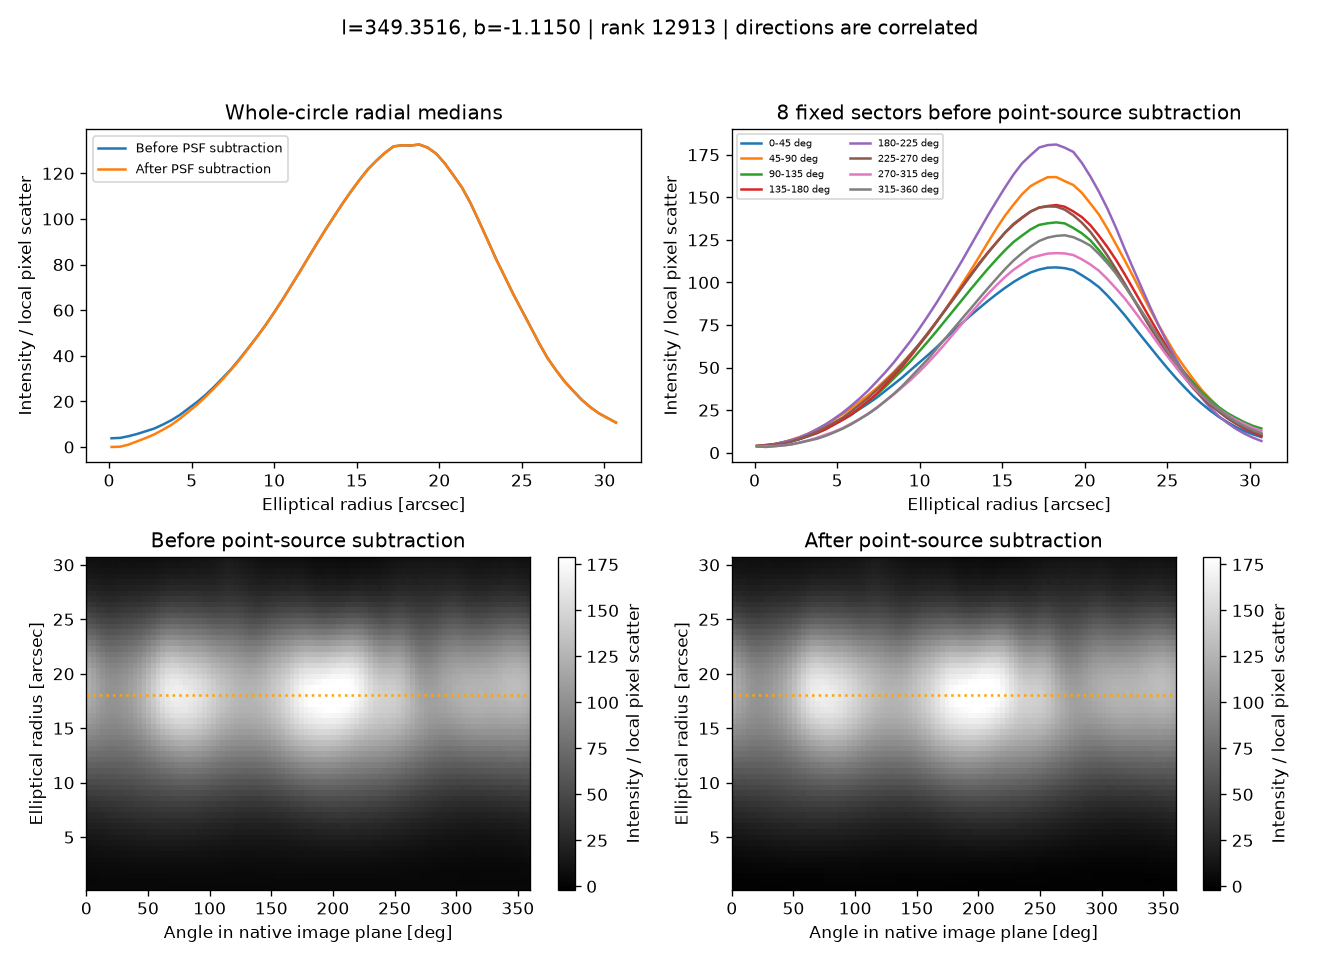 l=349.3516, b=-1.1150 | rank 12913 | directions are correlated
Whole-circle radial medians
Before PSF subtraction
After PSF subtraction
Intensity / local pixel scatter
120
100
80
60
40
20
0
0 5 10 15 20 25 30
Elliptical radius [arcsec]
8 fixed sectors before point-source subtraction
0-45 deg
45-90 deg
90-135 deg
135-180 deg
180-225 deg
225-270 deg
270-315 deg
315-360 deg
Intensity / local pixel scatter
175
150
125
100
75
50
25
0
0 5 10 15 20 25 30
Elliptical radius [arcsec]
Before point-source subtraction
Elliptical radius [arcsec]
30
25
20
15
10
5
0 50 100 150 200 250 300 350
Angle in native image plane [deg]
175
150
125
100
75
50
25
0
Intensity / local pixel scatter
After point-source subtraction
Elliptical radius [arcsec]
30
25
20
15
10
5
0 50 100 150 200 250 300 350
Angle in native image plane [deg]
175
150
125
100
75
50
25
0
Intensity / local pixel scatter